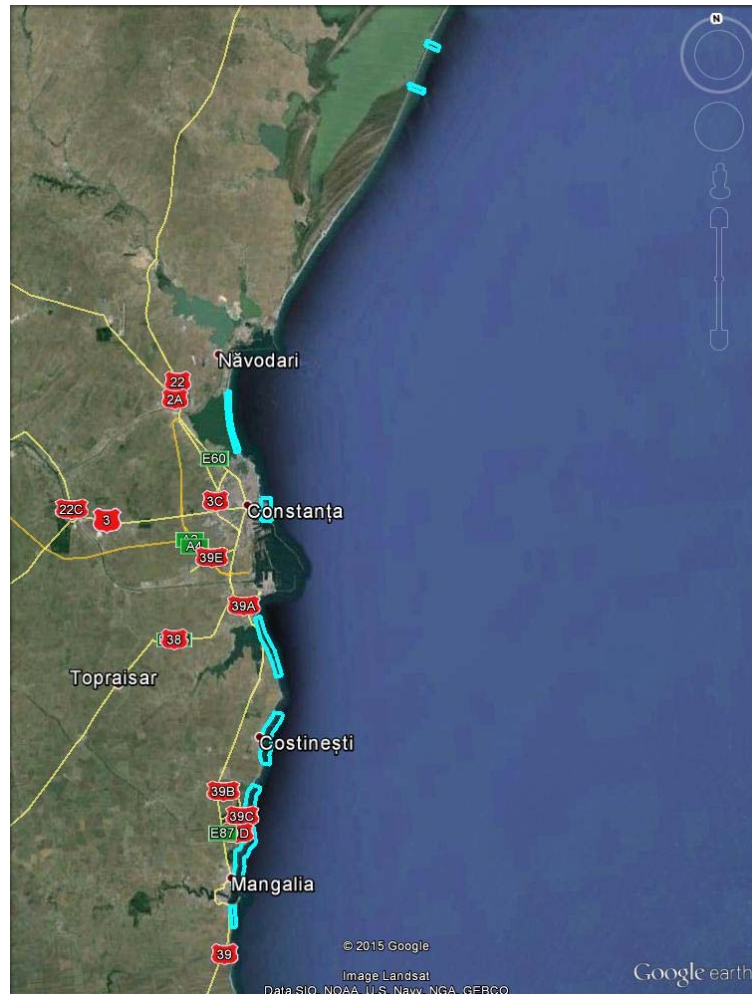 N
Năvodari
22
2A
E60
3C
22C
3
Constanța
A4
39E
39A
38
Topraisar
Costinești
39B
39C
E87
D
Mangalia
39
© 2015 Google
Image Landsat
Data SIO, NOAA, U.S. Navy, NGA, GEBCO
Google earth